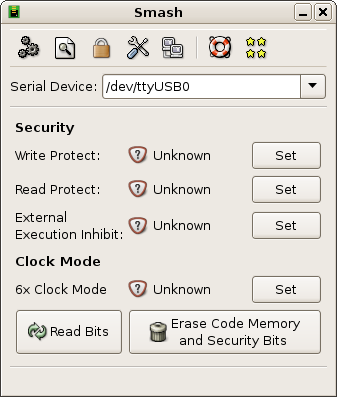 Smash
Serial Device: /dev/ttyUSB0
Security
Write Protect: ? Unknown Set
Read Protect: ? Unknown Set
External
Execution Inhibit: ? Unknown Set
Clock Mode
6x Clock Mode ? Unknown Set
Read Bits
Erase Code Memory
and Security Bits